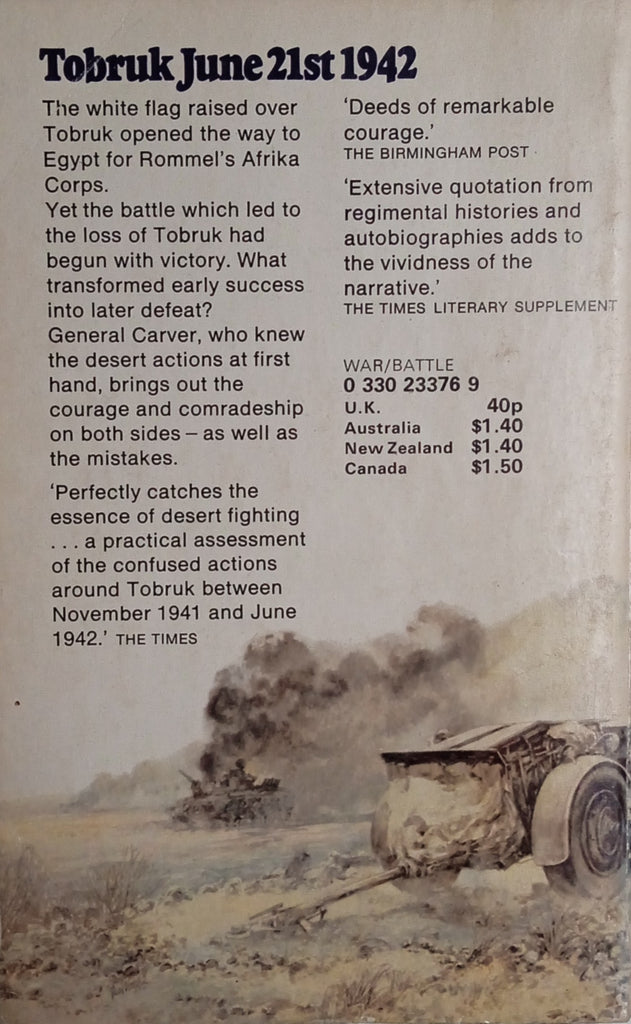 Tobruk June 21st 1942
The white flag raised over
Tobruk opened the way to
Egypt for Rommel's Afrika
Corps.
Yet the battle which led to
the loss of Tobruk had
begun with victory. What
transformed early success
into later defeat?
General Carver, who knew
the desert actions at first
hand, brings out the
courage and comradeship
on both sides – as well as
the mistakes.
'Perfectly catches the
essence of desert fighting
. . . a practical assessment
of the confused actions
around Tobruk between
November 1941 and June
1942.' THE TIMES
'Deeds of remarkable
courage.'
THE BIRMINGHAM POST
'Extensive quotation from
regimental histories and
autobiographies adds to
the vividness of the
narrative.'
THE TIMES LITERARY SUPPLEMENT
WAR/BATTLE
0 330 23376 9
U.K. 40p
Australia $1.40
New Zealand $1.40
Canada $1.50